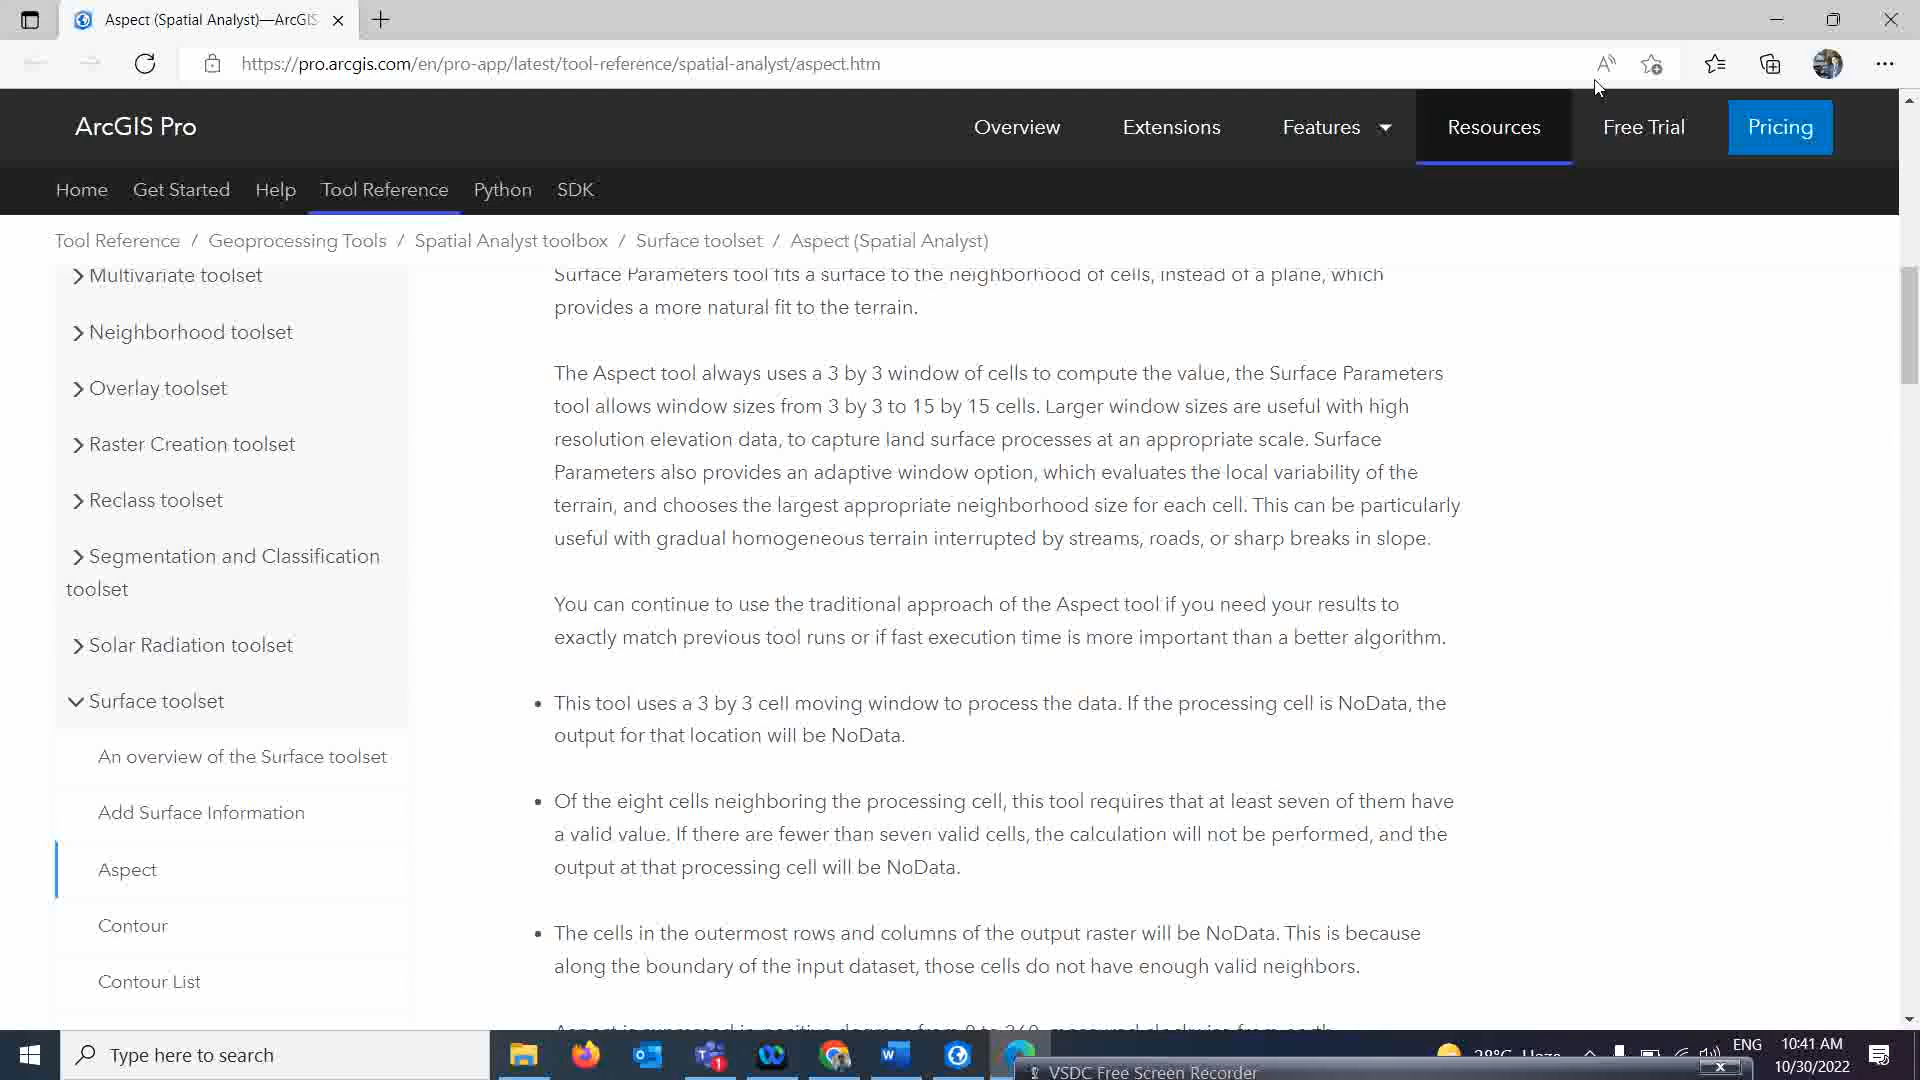 Aspect (Spatial Analyst)—ArcGIS
https://pro.arcgis.com/en/pro-app/latest/tool-reference/spatial-analyst/aspect.htm
ArcGIS Pro
Overview
Extensions
Features
Resources
Free Trial
Pricing
Home
Get Started
Help
Tool Reference
Python
SDK
Tool Reference / Geoprocessing Tools / Spatial Analyst toolbox / Surface toolset / Aspect (Spatial Analyst)
Multivariate toolset
Neighborhood toolset
Overlay toolset
Raster Creation toolset
Reclass toolset
Segmentation and Classification
toolset
Solar Radiation toolset
Surface toolset
An overview of the Surface toolset
Add Surface Information
Aspect
Contour
Contour List
Surface Parameters tool fits a surface to the neighborhood of cells, instead of a plane, which
provides a more natural fit to the terrain.
The Aspect tool always uses a 3 by 3 window of cells to compute the value, the Surface Parameters
tool allows window sizes from 3 by 3 to 15 by 15 cells. Larger window sizes are useful with high
resolution elevation data, to capture land surface processes at an appropriate scale. Surface
Parameters also provides an adaptive window option, which evaluates the local variability of the
terrain, and chooses the largest appropriate neighborhood size for each cell. This can be particularly
useful with gradual homogeneous terrain interrupted by streams, roads, or sharp breaks in slope.
You can continue to use the traditional approach of the Aspect tool if you need your results to
exactly match previous tool runs or if fast execution time is more important than a better algorithm.
• This tool uses a 3 by 3 cell moving window to process the data. If the processing cell is NoData, the
output for that location will be NoData.
• Of the eight cells neighboring the processing cell, this tool requires that at least seven of them have
a valid value. If there are fewer than seven valid cells, the calculation will not be performed, and the
output at that processing cell will be NoData.
• The cells in the outermost rows and columns of the output raster will be NoData. This is because
along the boundary of the input dataset, those cells do not have enough valid neighbors.
Aspect is expressed in positive degrees from 0 to 360, measured clockwise from north.
Type here to search
1
28°C Haze
ENG
10:41 AM
10/30/2022
VSDC Free Screen Recorder